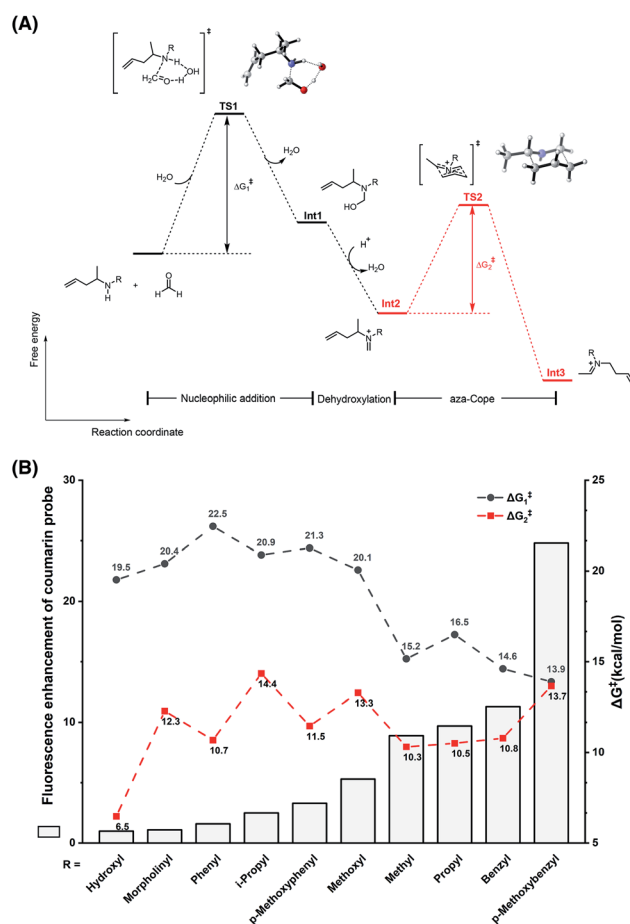 (A)
R
N
H
H₂C
O
H
OH
‡
TS1
H₂O
H₂O
ΔG₁‡
N
R
HO
Int1
H⁺
H₂O
Int2
N
R
+
R
N
+
‡
TS2
ΔG₂‡
Int3
R
N
+
N
R
H
+
O
H
H
Free energy
Reaction coordinate
Nucleophilic addition
Dehydroxylation
aza-Cope
(B)
Fluorescence enhancement of coumarin probe
30
20
10
0
ΔG‡(kcal/mol)
25
20
15
10
5
ΔG₁‡
ΔG₂‡
19.5
20.4
22.5
20.9
21.3
20.1
15.2
16.5
14.6
13.9
6.5
12.3
10.7
14.4
11.5
13.3
10.3
10.5
10.8
13.7
R =
Hydroxyl
Morpholinyl
Phenyl
i-Propyl
p-Methoxyphenyl
Methoxyl
Methyl
Propyl
Benzyl
p-Methoxybenzyl